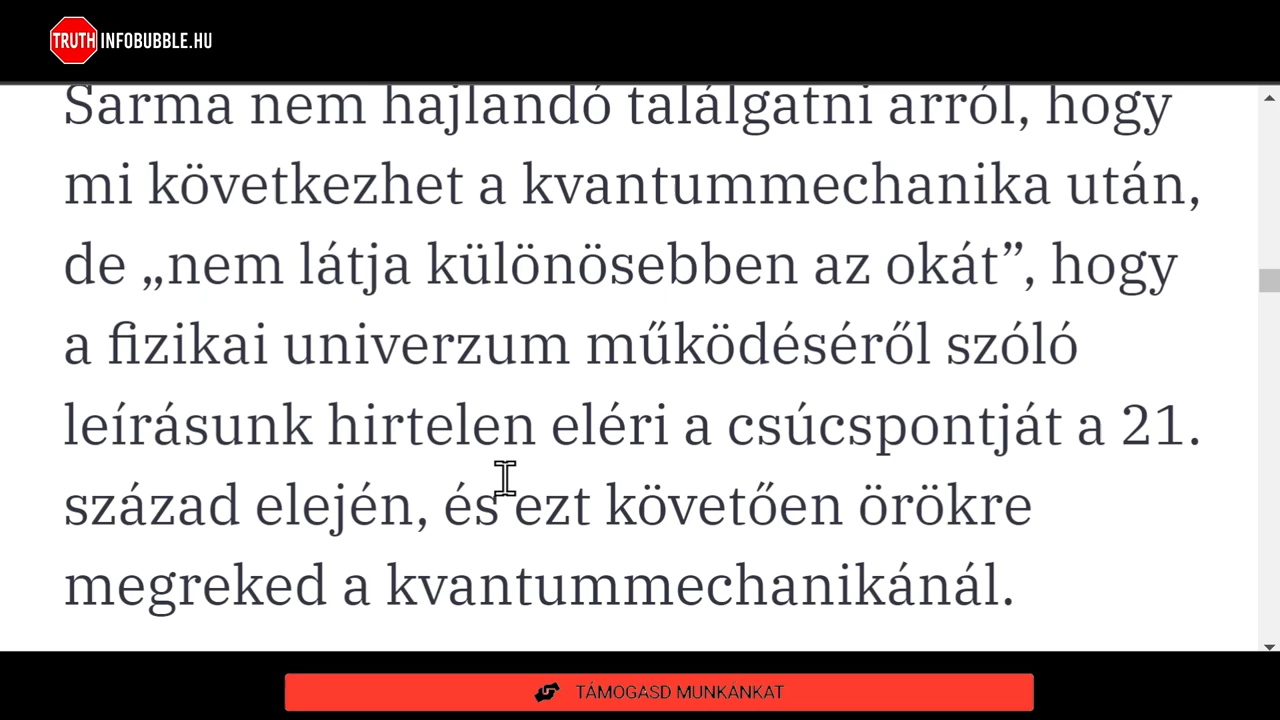 TRUTH INFOBUBBLE.HU
Sarma nem hajlandó találgatni arról, hogy
mi következhet a kvantummechanika után,
de „nem látja különösebben az okát”, hogy
a fizikai univerzum működéséről szóló
leírásunk hirtelen eléri a csúcspontját a 21.
század elején, és ezt követően örökre
megreked a kvantummechanikánál.
TÁMOGASD MUNKÁNKAT